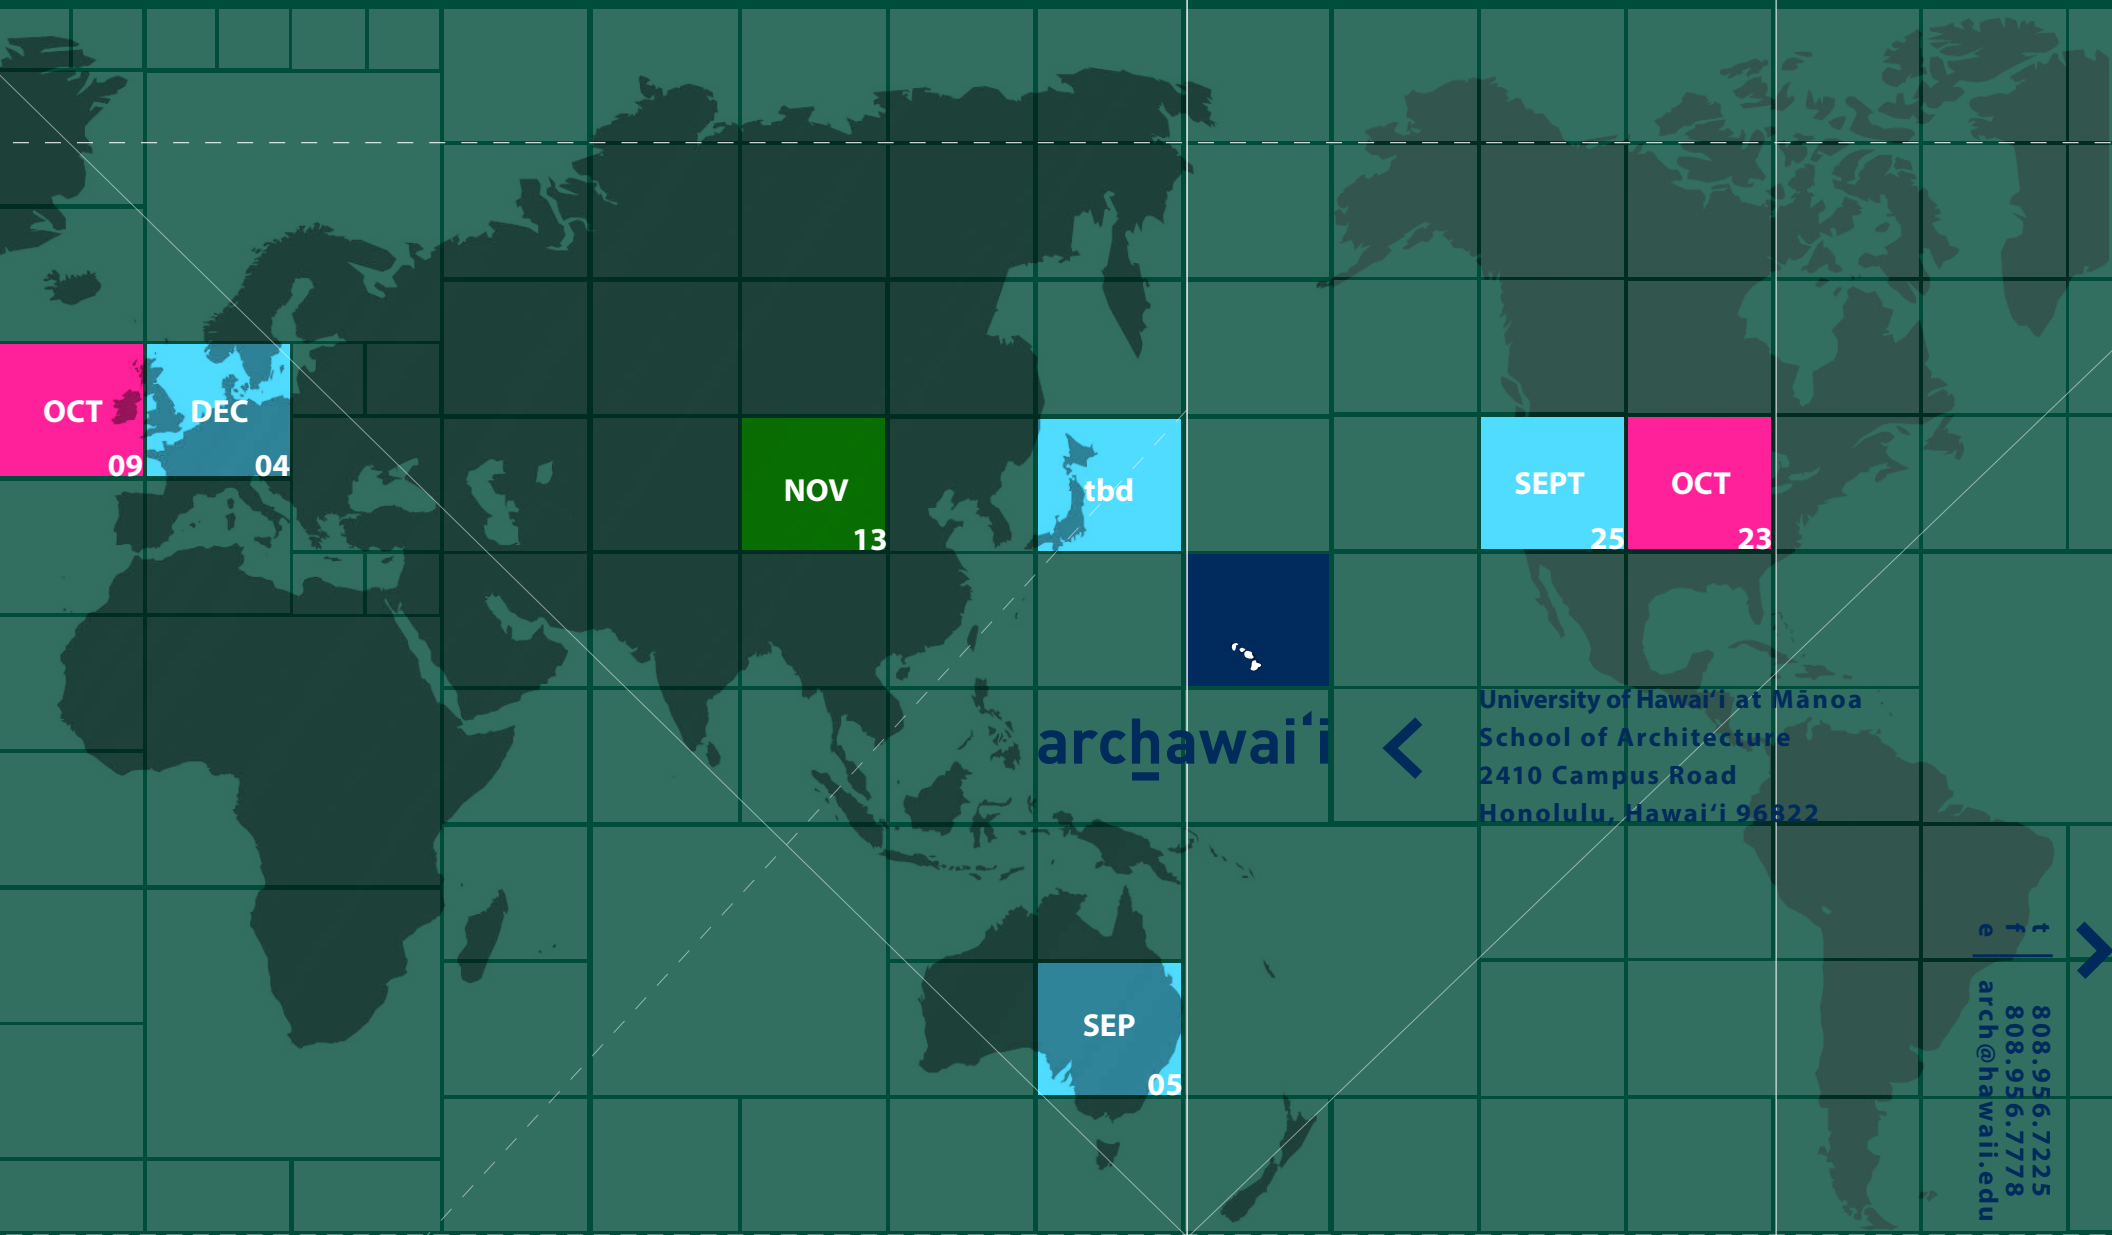 OCT
09
DEC
04
NOV
13
tbd
SEPT
25
OCT
23
archawaiʻi
University of Hawaiʻi at Mānoa
School of Architecture
2410 Campus Road
Honolulu, Hawaiʻi 96822
SEP
05
t 808.956.7225
f 808.956.7778
e arch@hawaii.edu